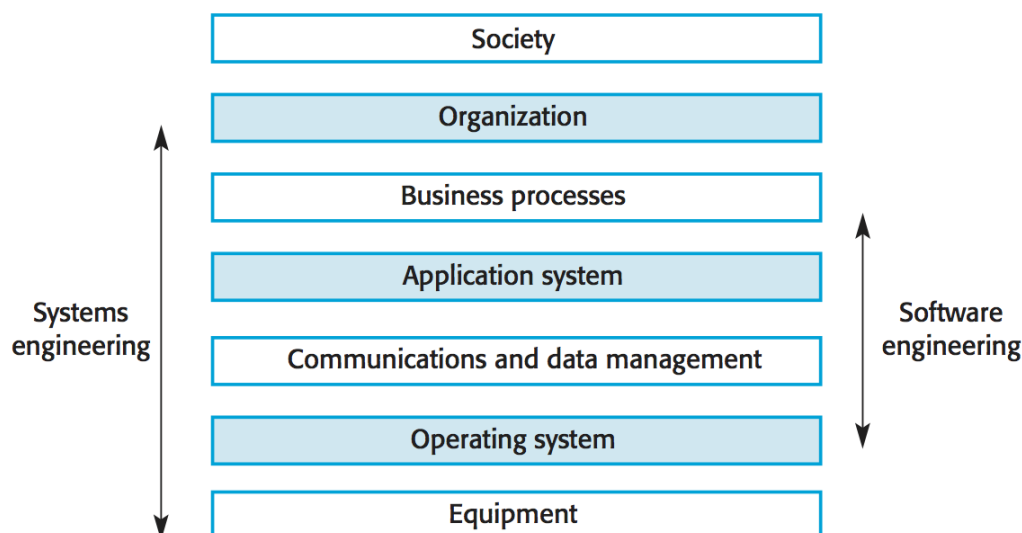 Society
Organization
Business processes
Application system
Systems
engineering
Software
engineering
Communications and data management
Operating system
Equipment